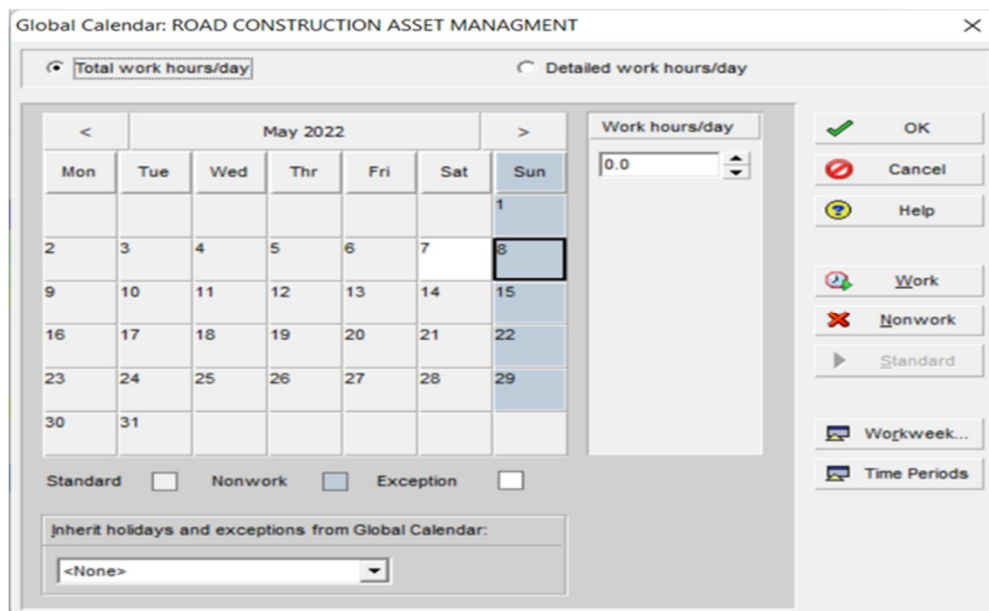 Global Calendar: ROAD CONSTRUCTION ASSET MANAGMENT
Total work hours/day Detailed work hours/day
< May 2022 >
Mon Tue Wed Thr Fri Sat Sun
1
2 3 4 5 6 7 8
9 10 11 12 13 14 15
16 17 18 19 20 21 22
23 24 25 26 27 28 29
30 31
Work hours/day
0.0
OK
Cancel
Help
Work
Nonwork
Standard
Workweek...
Time Periods
Standard Nonwork Exception
Inherit holidays and exceptions from Global Calendar:
<None>